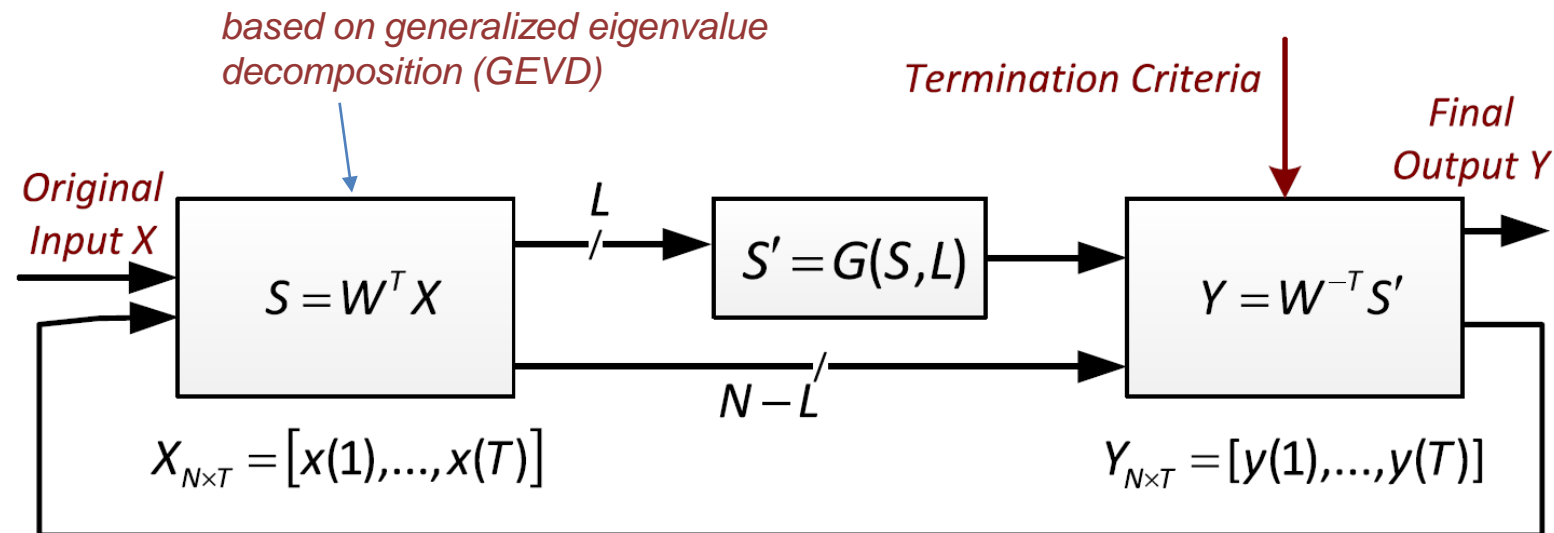 based on generalized eigenvalue
decomposition (GEVD)
Termination Criteria
Final
Output Y
Original
Input X
L
S = W^T X
S′ = G(S,L)
Y = W^{-T} S′
N − L
X_{N×T} = [x(1),...,x(T)]
Y_{N×T} = [y(1),...,y(T)]